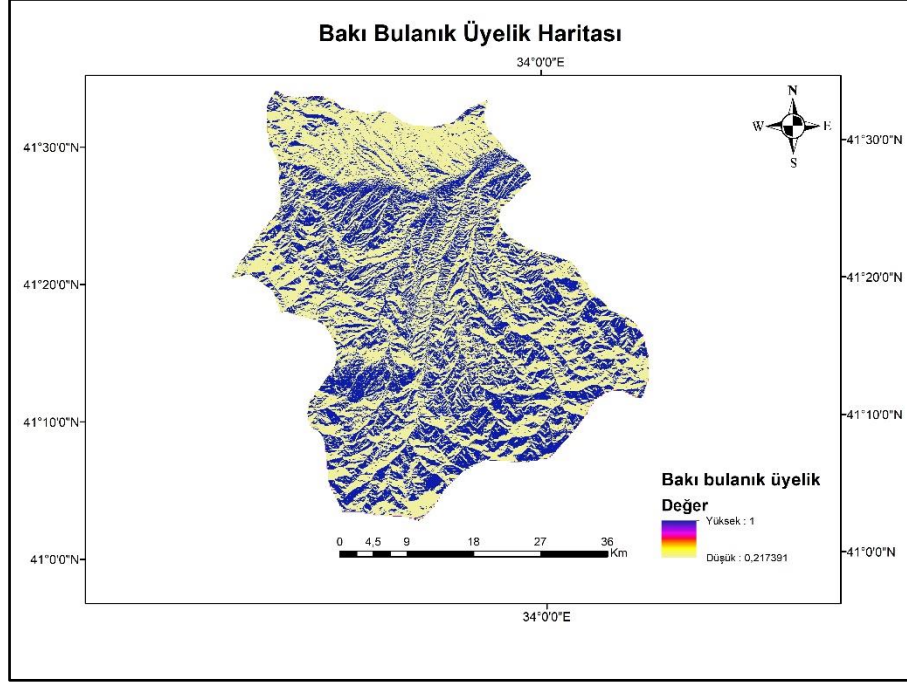 Bakı Bulanık Üyelik Haritası
34°0'0"E
N
W E
S
41°30'0"N 41°30'0"N
41°20'0"N 41°20'0"N
41°10'0"N 41°10'0"N
41°0'0"N 41°0'0"N
Bakı bulanık üyelik
Değer
Yüksek : 1
Düşük : 0,217391
0 4,5 9 18 27 36
Km
34°0'0"E